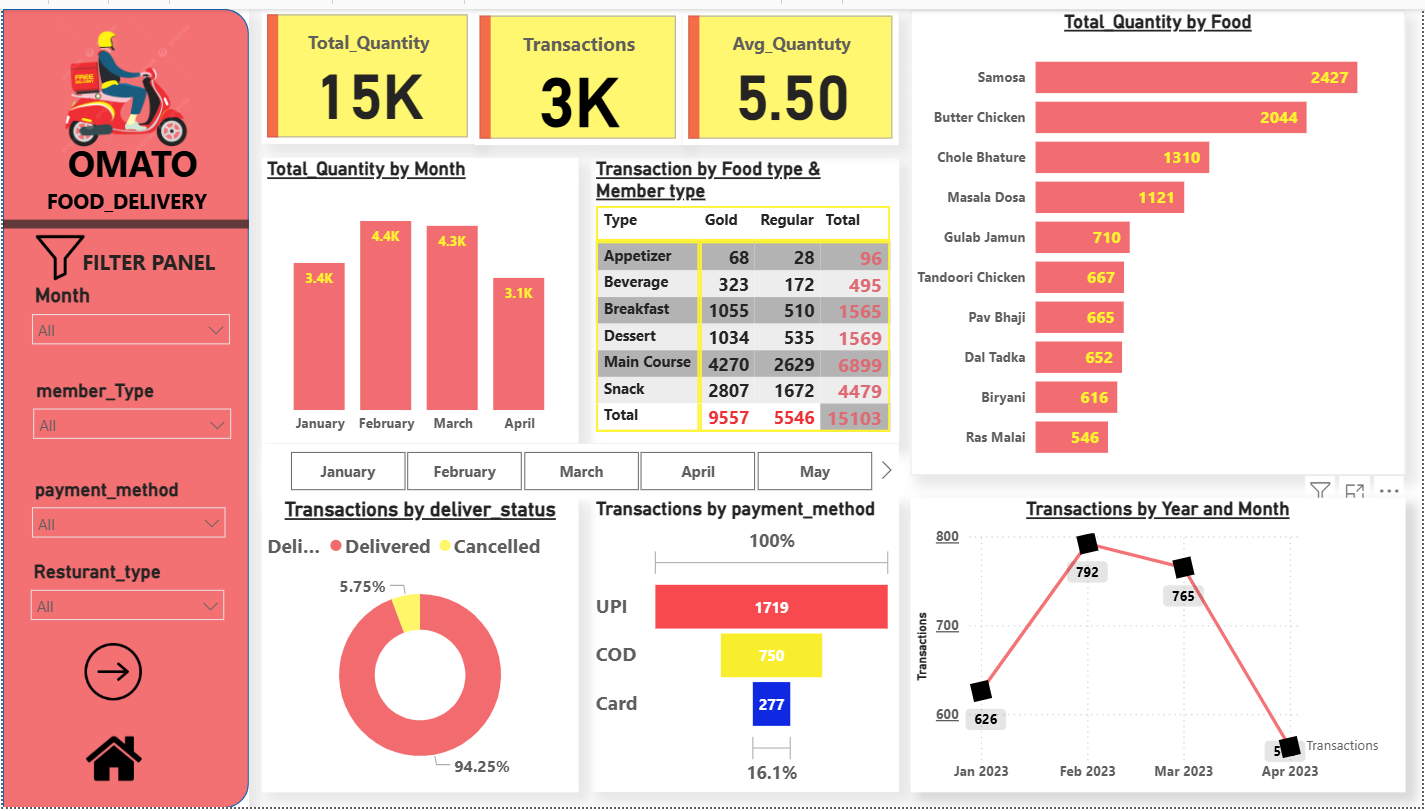 FREE
DELIVERY
OMATO
FOOD_DELIVERY
FILTER PANEL
Month
All
member_Type
All
payment_method
All
Resturant_type
All
Total_Quantity
15K
Transactions
3K
Avg_Quantuty
5.50
Total_Quantity by Month
3.4K
4.4K
4.3K
3.1K
January February March April
Transaction by Food type &
Member type
Type Gold Regular Total
Appetizer 68 28 96
Beverage 323 172 495
Breakfast 1055 510 1565
Dessert 1034 535 1569
Main Course 4270 2629 6899
Snack 2807 1672 4479
Total 9557 5546 15103
Total_Quantity by Food
Samosa 2427
Butter Chicken 2044
Chole Bhature 1310
Masala Dosa 1121
Gulab Jamun 710
Tandoori Chicken 667
Pav Bhaji 665
Dal Tadka 652
Biryani 616
Ras Malai 546
January February March April May
Transactions by deliver_status
Deli... Delivered Cancelled
5.75%
94.25%
Transactions by payment_method
100%
UPI 1719
COD 750
Card 277
16.1%
Transactions by Year and Month
Transactions
800
700
600
792
765
626
Transactions
Jan 2023 Feb 2023 Mar 2023 Apr 2023